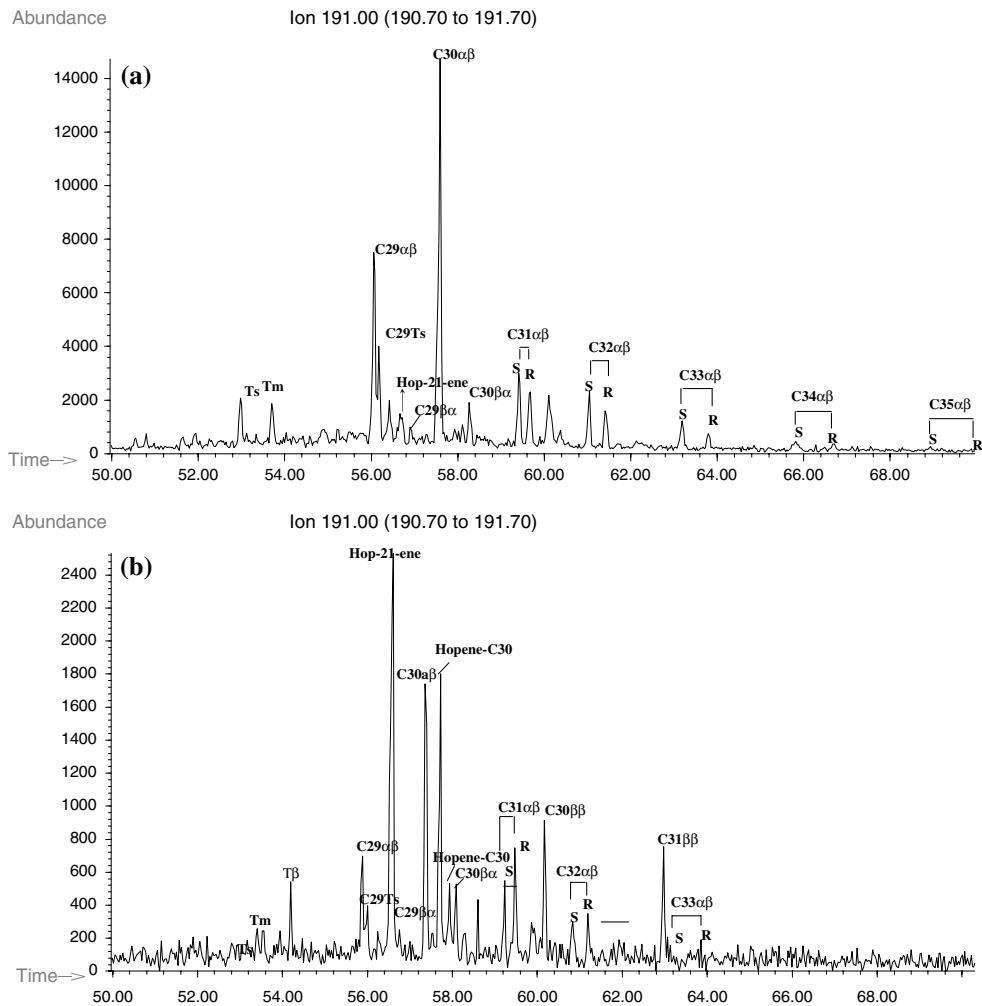 Abundance Ion 191.00 (190.70 to 191.70)
(a)
C30αβ
14000
12000
10000
8000
C29αβ
6000
4000
C29Ts
C31αβ
C32αβ
S R
Hop-21-ene
C33αβ
S R
C34αβ
C35αβ
Ts Tm
2000
C29βα
C30βα
S R
S R
S R
Time-->
50.00 52.00 54.00 56.00 58.00 60.00 62.00 64.00 66.00 68.00
Abundance Ion 191.00 (190.70 to 191.70)
Hop-21-ene
(b)
2400
2200
2000
Hopene-C30
1800
C30aβ
1600
1400
1200
1000
C31αβ
C30ββ
800
C29αβ
R
C31ββ
Hopene-C30
600
Tβ
S
C30βα
C32αβ
C29Ts
400
C29βα
R
C33αβ
Tm
S
200
S R
0
Time-->
50.00 52.00 54.00 56.00 58.00 60.00 62.00 64.00 66.00 68.00